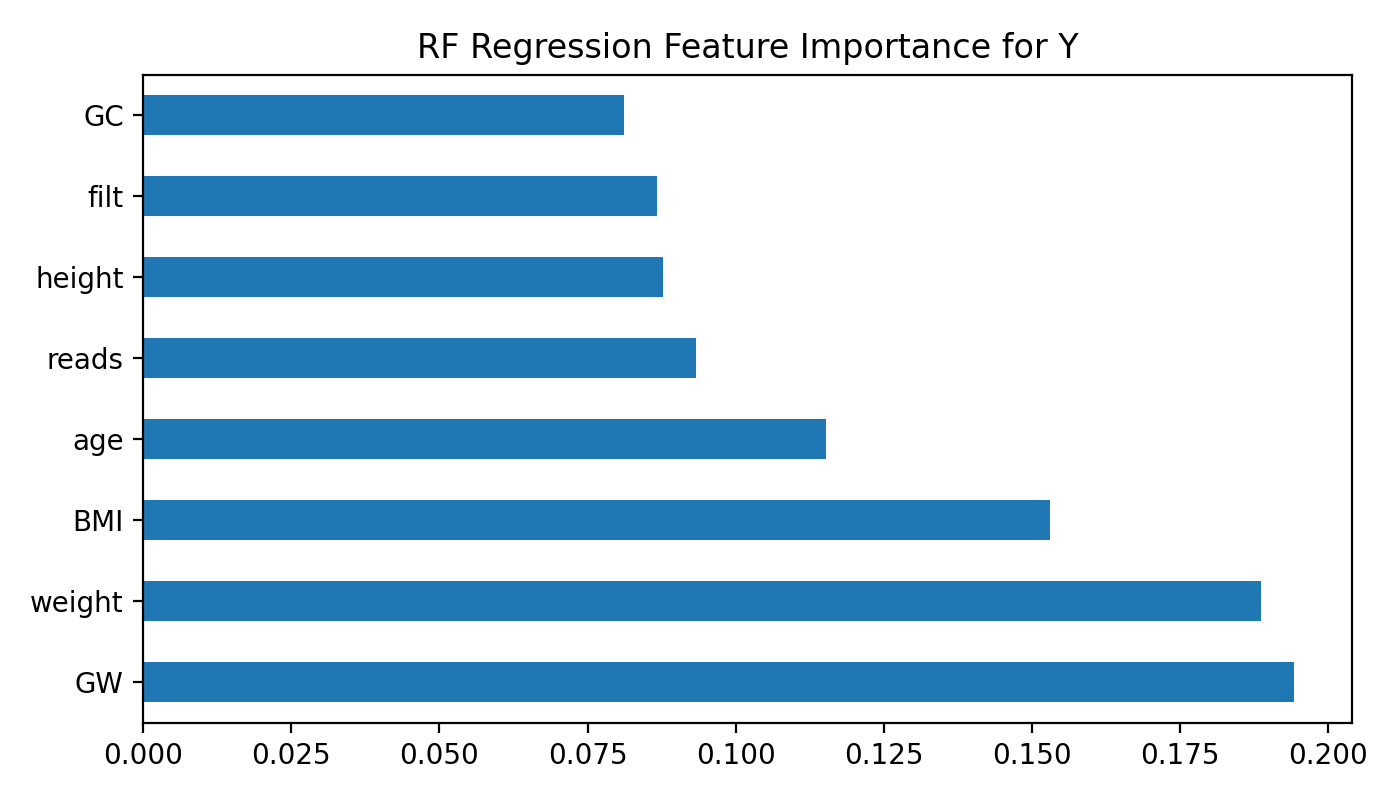 RF Regression Feature Importance for Y
GC
filt
height
reads
age
BMI
weight
GW
0.000 0.025 0.050 0.075 0.100 0.125 0.150 0.175 0.200